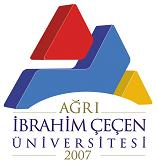 AĞRI
İBRAHİM ÇEÇEN
ÜNİVERSİTESİ
2007